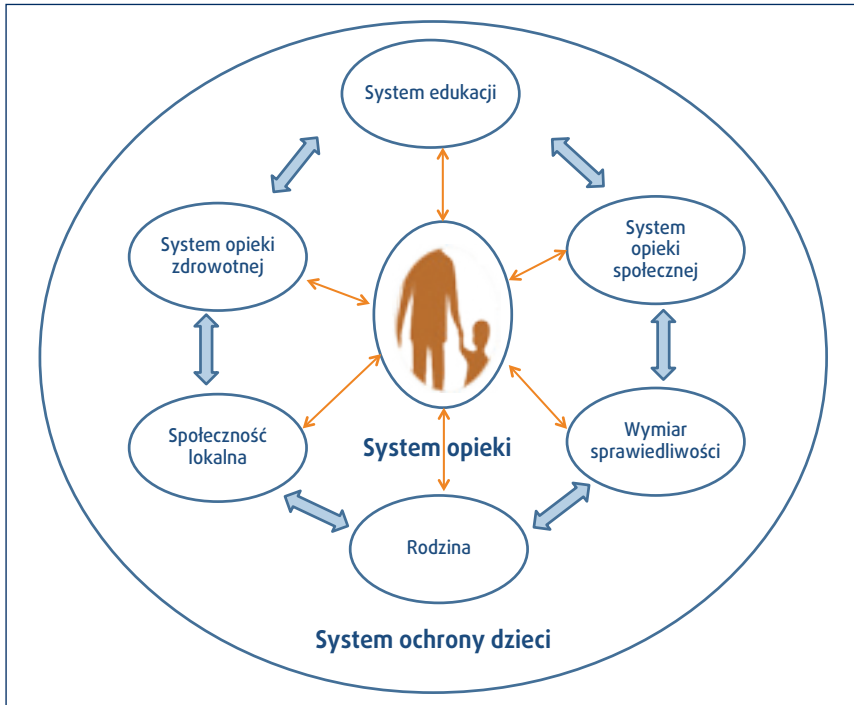 System edukacji
System opieki
zdrowotnej
System
opieki
społecznej
Społeczność
lokalna
System opieki
Wymiar
sprawiedliwości
Rodzina
System ochrony dzieci